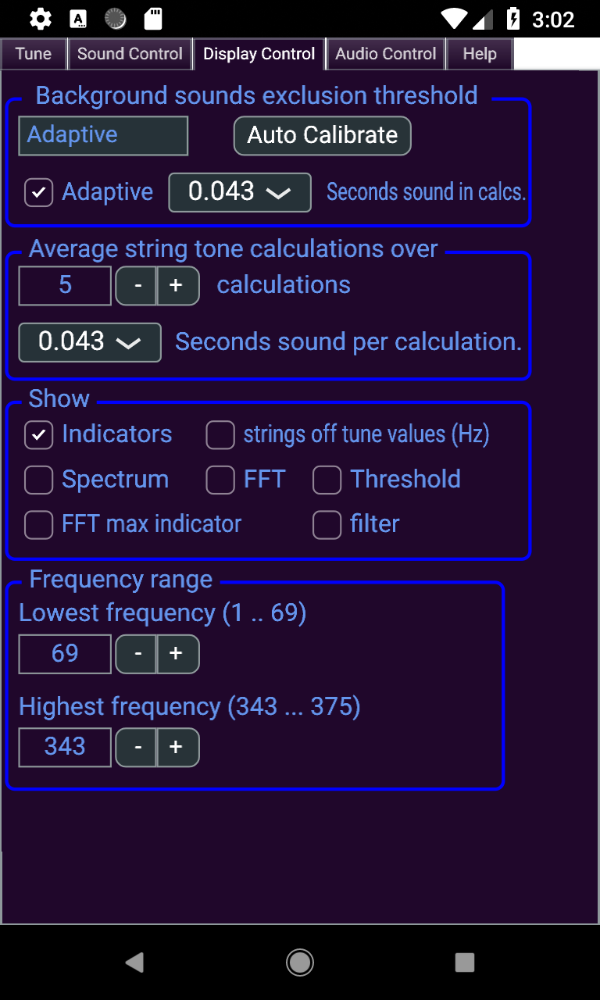 A 3:02
Tune Sound Control Display Control Audio Control Help
Background sounds exclusion threshold
Adaptive Auto Calibrate
Adaptive 0.043 Seconds sound in calcs.
Average string tone calculations over
5 - + calculations
0.043 Seconds sound per calculation.
Show
Indicators strings off tune values (Hz)
Spectrum FFT Threshold
FFT max indicator filter
Frequency range
Lowest frequency (1 .. 69)
69 - +
Highest frequency (343 ... 375)
343 - +